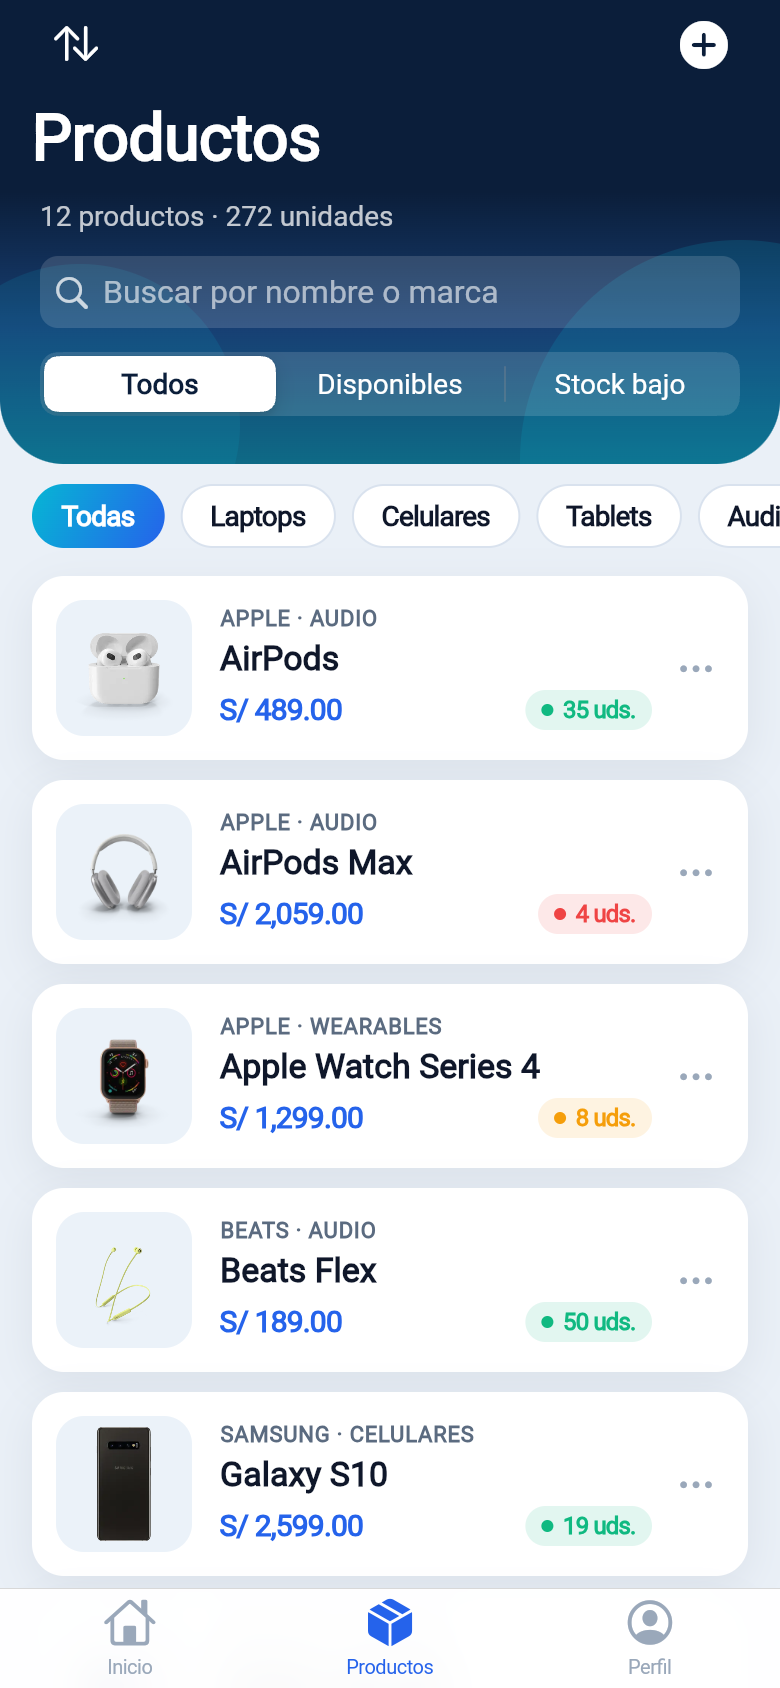 Productos
12 productos · 272 unidades
Buscar por nombre o marca
Todos Disponibles Stock bajo
Todas Laptops Celulares Tablets Audi
APPLE · AUDIO
AirPods
S/ 489.00 35 uds.
APPLE · AUDIO
AirPods Max
S/ 2,059.00 4 uds.
APPLE · WEARABLES
Apple Watch Series 4
S/ 1,299.00 8 uds.
BEATS · AUDIO
Beats Flex
S/ 189.00 50 uds.
SAMSUNG · CELULARES
Galaxy S10
S/ 2,599.00 19 uds.
Inicio Productos Perfil